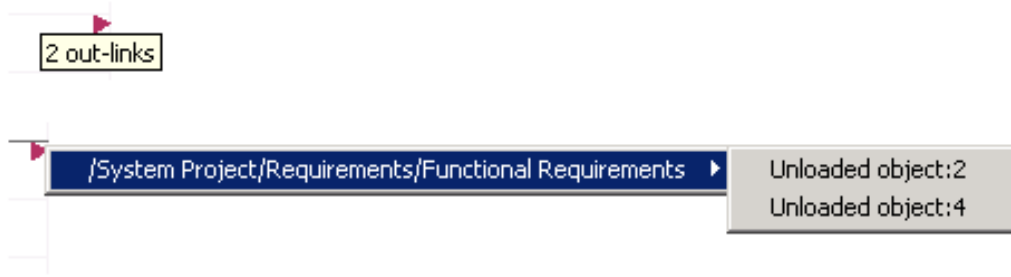 2 out-links
/System Project/Requirements/Functional Requirements
Unloaded object:2
Unloaded object:4